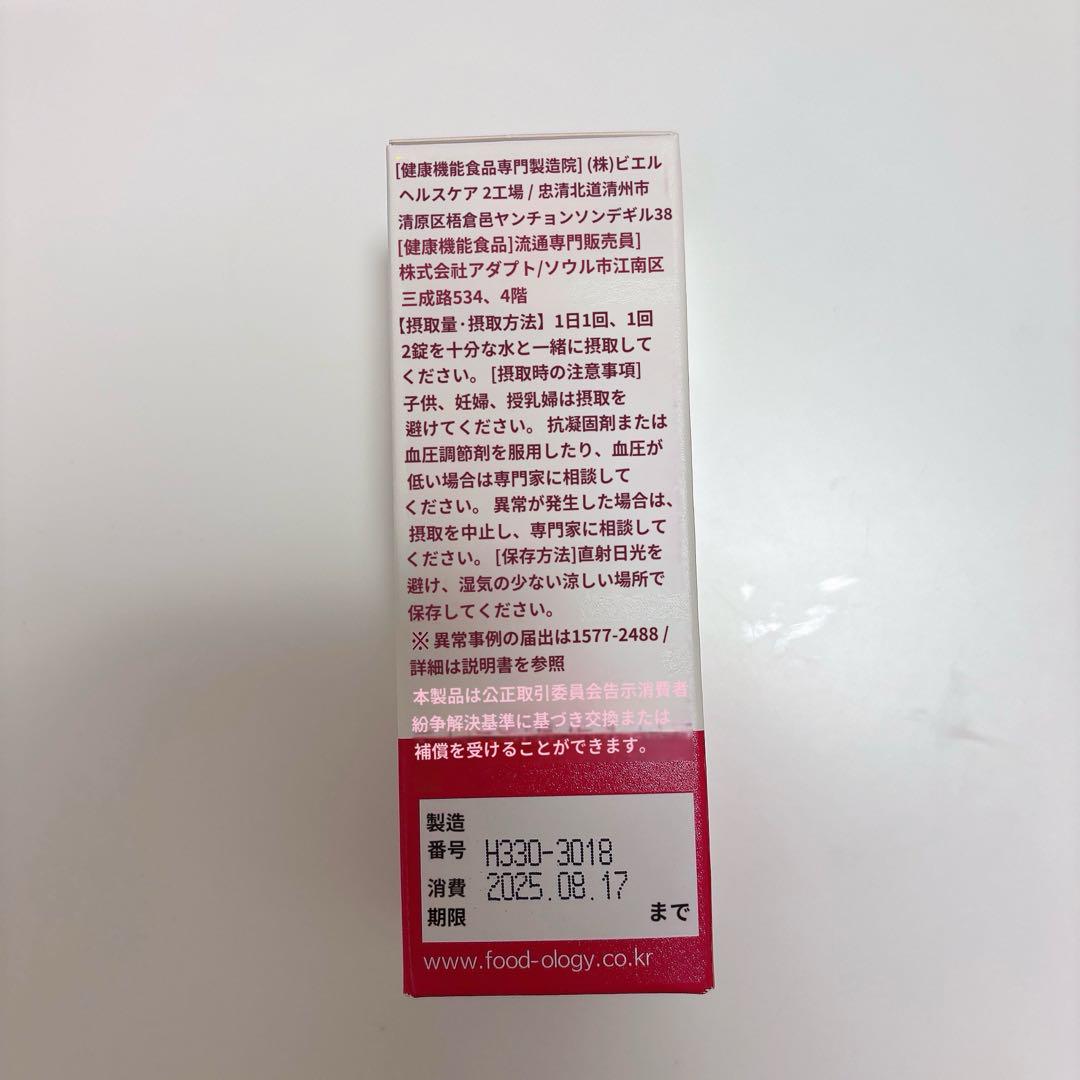 [健康機能食品専門製造院] (株)ビエル
ヘルスケア 2工場 / 忠清北道清州市
清原区梧倉邑ヤンチョンソンデギル38
[健康機能食品]流通専門販売員]
株式会社アダプト/ソウル市江南区
三成路534、4階
【摂取量·摂取方法】1日1回、1回
2錠を十分な水と一緒に摂取して
ください。 [摂取時の注意事項]
子供、妊婦、授乳婦は摂取を
避けてください。 抗凝固剤または
血圧調節剤を服用したり、血圧が
低い場合は専門家に相談して
ください。 異常が発生した場合は、
摂取を中止し、専門家に相談して
ください。 [保存方法]直射日光を
避け、湿気の少ない涼しい場所で
保存してください。
※ 異常事例の届出は1577-2488 /
詳細は説明書を参照
本製品は公正取引委員会告示消費者
紛争解決基準に基づき交換または
補償を受けることができます。
製造
番号 H330-3018
消費 2025.08.17
期限 まで
www.food-ology.co.kr